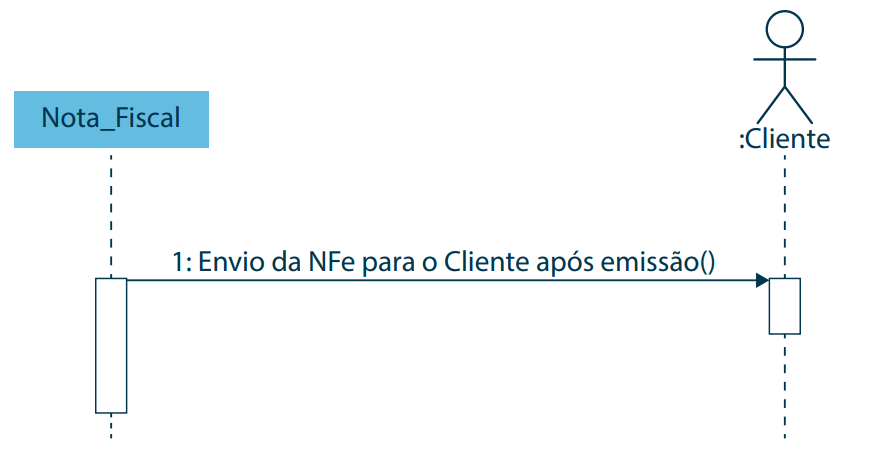 Nota_Fiscal
:Cliente
1: Envio da NFe para o Cliente após emissão()